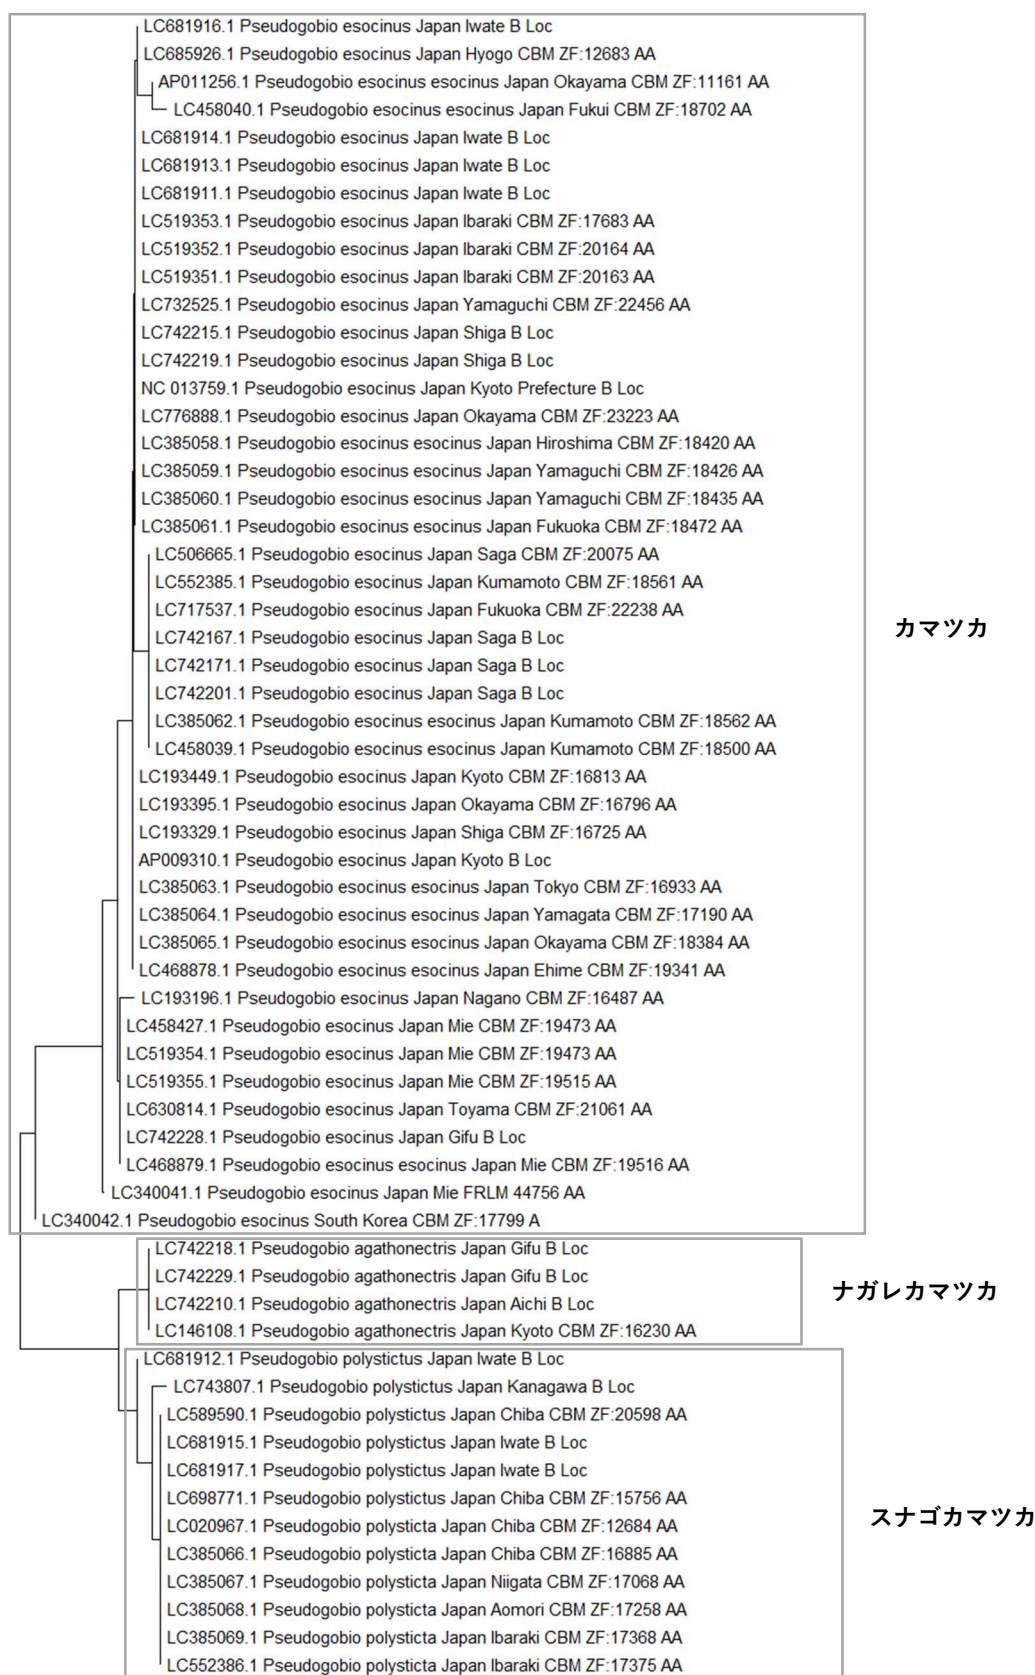 LC681916.1 Pseudogobio esocinus Japan Iwate B Loc
LC685926.1 Pseudogobio esocinus Japan Hyogo CBM ZF:12683 AA
AP011256.1 Pseudogobio esocinus esocinus Japan Okayama CBM ZF:11161 AA
LC458040.1 Pseudogobio esocinus esocinus Japan Fukui CBM ZF:18702 AA
LC681914.1 Pseudogobio esocinus Japan Iwate B Loc
LC681913.1 Pseudogobio esocinus Japan Iwate B Loc
LC681911.1 Pseudogobio esocinus Japan Iwate B Loc
LC519353.1 Pseudogobio esocinus Japan Ibaraki CBM ZF:17683 AA
LC519352.1 Pseudogobio esocinus Japan Ibaraki CBM ZF:20164 AA
LC519351.1 Pseudogobio esocinus Japan Ibaraki CBM ZF:20163 AA
LC732525.1 Pseudogobio esocinus Japan Yamaguchi CBM ZF:22456 AA
LC742215.1 Pseudogobio esocinus Japan Shiga B Loc
LC742219.1 Pseudogobio esocinus Japan Shiga B Loc
NC 013759.1 Pseudogobio esocinus Japan Kyoto Prefecture B Loc
LC776888.1 Pseudogobio esocinus Japan Okayama CBM ZF:23223 AA
LC385058.1 Pseudogobio esocinus esocinus Japan Hiroshima CBM ZF:18420 AA
LC385059.1 Pseudogobio esocinus esocinus Japan Yamaguchi CBM ZF:18426 AA
LC385060.1 Pseudogobio esocinus esocinus Japan Yamaguchi CBM ZF:18435 AA
LC385061.1 Pseudogobio esocinus esocinus Japan Fukuoka CBM ZF:18472 AA
LC506665.1 Pseudogobio esocinus Japan Saga CBM ZF:20075 AA
LC552385.1 Pseudogobio esocinus Japan Kumamoto CBM ZF:18561 AA
LC717537.1 Pseudogobio esocinus Japan Fukuoka CBM ZF:22238 AA
カマツカ
LC742167.1 Pseudogobio esocinus Japan Saga B Loc
LC742171.1 Pseudogobio esocinus Japan Saga B Loc
LC742201.1 Pseudogobio esocinus Japan Saga B Loc
LC385062.1 Pseudogobio esocinus esocinus Japan Kumamoto CBM ZF:18562 AA
LC458039.1 Pseudogobio esocinus esocinus Japan Kumamoto CBM ZF:18500 AA
LC193449.1 Pseudogobio esocinus Japan Kyoto CBM ZF:16813 AA
LC193395.1 Pseudogobio esocinus Japan Okayama CBM ZF:16796 AA
LC193329.1 Pseudogobio esocinus Japan Shiga CBM ZF:16725 AA
AP009310.1 Pseudogobio esocinus Japan Kyoto B Loc
LC385063.1 Pseudogobio esocinus esocinus Japan Tokyo CBM ZF:16933 AA
LC385064.1 Pseudogobio esocinus esocinus Japan Yamagata CBM ZF:17190 AA
LC385065.1 Pseudogobio esocinus esocinus Japan Okayama CBM ZF:18384 AA
LC468878.1 Pseudogobio esocinus esocinus Japan Ehime CBM ZF:19341 AA
LC193196.1 Pseudogobio esocinus Japan Nagano CBM ZF:16487 AA
LC458427.1 Pseudogobio esocinus Japan Mie CBM ZF:19473 AA
LC519354.1 Pseudogobio esocinus Japan Mie CBM ZF:19473 AA
LC519355.1 Pseudogobio esocinus Japan Mie CBM ZF:19515 AA
LC630814.1 Pseudogobio esocinus Japan Toyama CBM ZF:21061 AA
LC742228.1 Pseudogobio esocinus Japan Gifu B Loc
LC468879.1 Pseudogobio esocinus esocinus Japan Mie CBM ZF:19516 AA
LC340041.1 Pseudogobio esocinus Japan Mie FRLM 44756 AA
LC340042.1 Pseudogobio esocinus South Korea CBM ZF:17799 A
LC742218.1 Pseudogobio agathonectris Japan Gifu B Loc
LC742229.1 Pseudogobio agathonectris Japan Gifu B Loc
ナガレカマツカ
LC742210.1 Pseudogobio agathonectris Japan Aichi B Loc
LC146108.1 Pseudogobio agathonectris Japan Kyoto CBM ZF:16230 AA
LC681912.1 Pseudogobio polystictus Japan Iwate B Loc
LC743807.1 Pseudogobio polystictus Japan Kanagawa B Loc
LC589590.1 Pseudogobio polystictus Japan Chiba CBM ZF:20598 AA
LC681915.1 Pseudogobio polystictus Japan Iwate B Loc
LC681917.1 Pseudogobio polystictus Japan Iwate B Loc
LC698771.1 Pseudogobio polystictus Japan Chiba CBM ZF:15756 AA
スナゴカマツカ
LC020967.1 Pseudogobio polysticta Japan Chiba CBM ZF:12684 AA
LC385066.1 Pseudogobio polysticta Japan Chiba CBM ZF:16885 AA
LC385067.1 Pseudogobio polysticta Japan Niigata CBM ZF:17068 AA
LC385068.1 Pseudogobio polysticta Japan Aomori CBM ZF:17258 AA
LC385069.1 Pseudogobio polysticta Japan Ibaraki CBM ZF:17368 AA
LC552386.1 Pseudogobio polysticta Japan Ibaraki CBM ZF:17375 AA